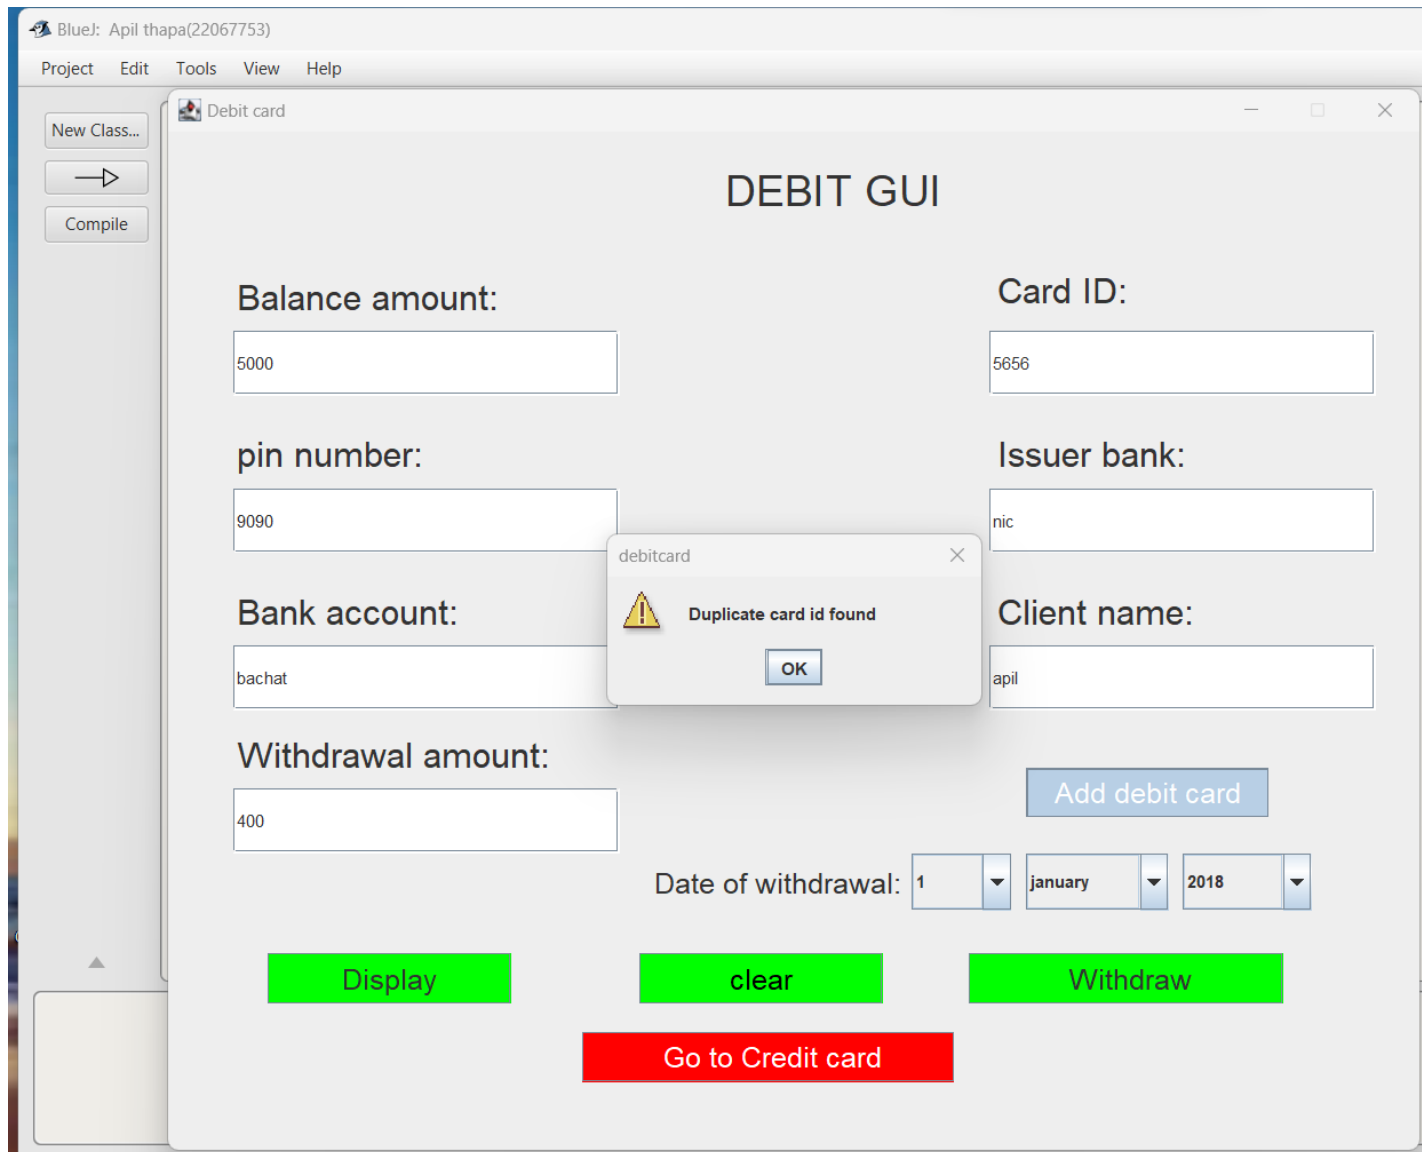 BlueJ: Apil thapa(22067753)
Project Edit Tools View Help
New Class...
Compile
Debit card
DEBIT GUI
Balance amount:
Card ID:
5000
5656
pin number:
Issuer bank:
9090
nic
debitcard
Duplicate card id found
OK
Bank account:
Client name:
bachat
apil
Withdrawal amount:
Add debit card
400
Date of withdrawal: 1 january 2018
Display
clear
Withdraw
Go to Credit card